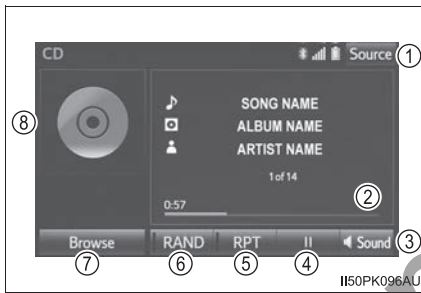 CD
Source
1
8
SONG NAME
ALBUM NAME
ARTIST NAME
1 of 14
2
0:57
Browse
RAND
RPT
Sound
3
7
6
5
4
II50PK096AU